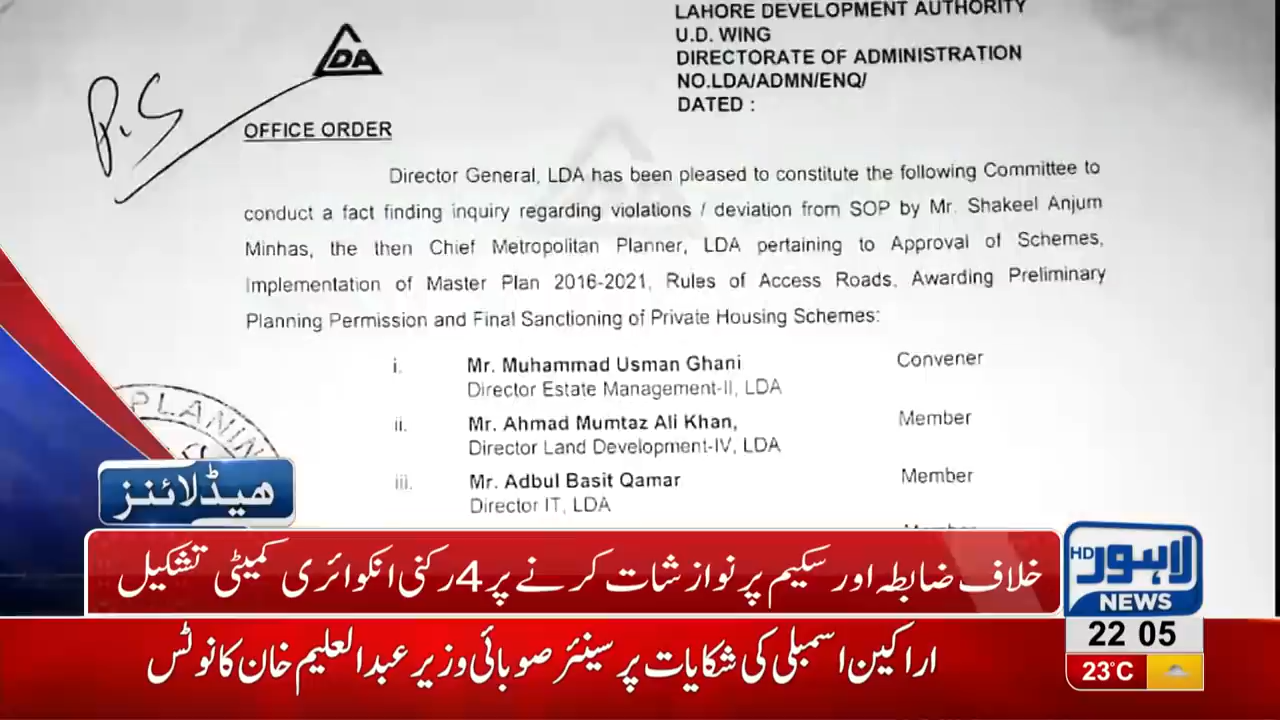 LAHORE DEVELOPMENT AUTHORITY
U.D. WING
DIRECTORATE OF ADMINISTRATION
NO.LDA/ADMN/ENQ/
DATED :
LDA
P.S
OFFICE ORDER
Director General, LDA has been pleased to constitute the following Committee to
conduct a fact finding inquiry regarding violations / deviation from SOP by Mr. Shakeel Anjum
Minhas, the then Chief Metropolitan Planner, LDA pertaining to Approval of Schemes,
Implementation of Master Plan 2016-2021, Rules of Access Roads, Awarding Preliminary
Planning Permission and Final Sanctioning of Private Housing Schemes:
i. Mr. Muhammad Usman Ghani Convener
Director Estate Management-II, LDA
ii. Mr. Ahmad Mumtaz Ali Khan, Member
Director Land Development-IV, LDA
iii. Mr. Adbul Basit Qamar Member
Director IT, LDA
Member
PLANIN
ہیڈلائنز
خلاف ضابطہ اور سکیم پر نوازشات کرنے پر 4 رکنی انکوائری کمیٹی تشکیل
اراکین اسمبلی کی شکایات پر سینئر صوبائی وزیر عبدالعلیم خان کا نوٹس
لاہور HD
NEWS
22 05
23°C